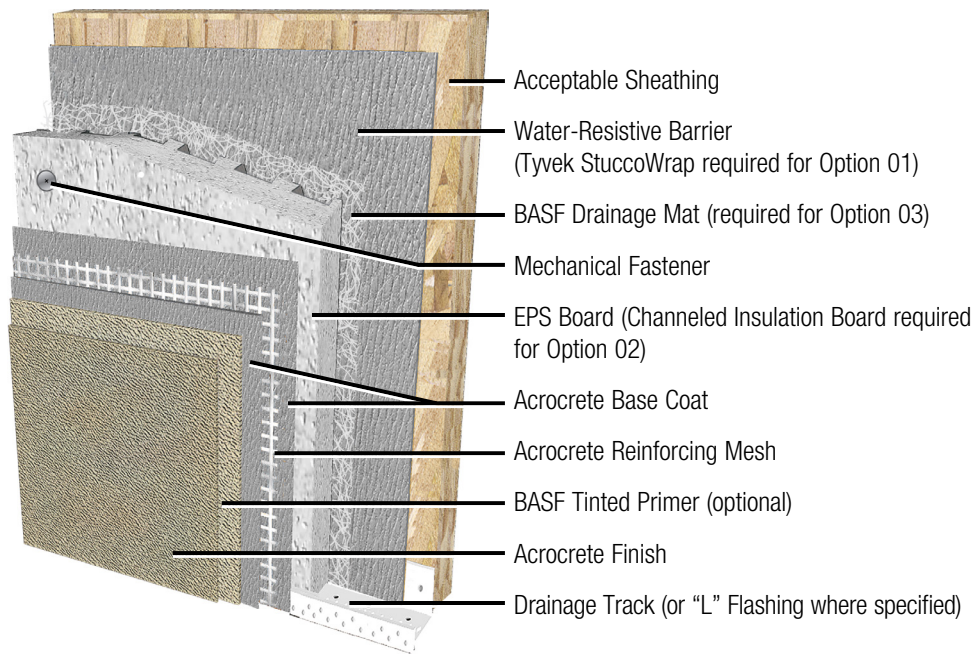 Acceptable Sheathing
Water-Resistive Barrier
(Tyvek StuccoWrap required for Option 01)
BASF Drainage Mat (required for Option 03)
Mechanical Fastener
EPS Board (Channeled Insulation Board required
for Option 02)
Acrocrete Base Coat
Acrocrete Reinforcing Mesh
BASF Tinted Primer (optional)
Acrocrete Finish
Drainage Track (or “L” Flashing where specified)